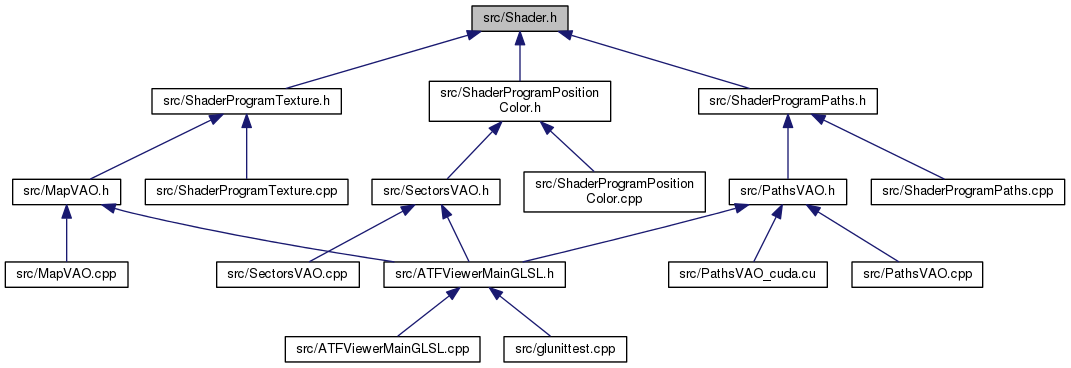 src/Shader.h
src/ShaderProgramTexture.h
src/ShaderProgramPosition
Color.h
src/ShaderProgramPaths.h
src/MapVAO.h
src/ShaderProgramTexture.cpp
src/SectorsVAO.h
src/ShaderProgramPosition
Color.cpp
src/PathsVAO.h
src/ShaderProgramPaths.cpp
src/MapVAO.cpp
src/SectorsVAO.cpp
src/ATFViewerMainGLSL.h
src/PathsVAO_cuda.cu
src/PathsVAO.cpp
src/ATFViewerMainGLSL.cpp
src/glunittest.cpp